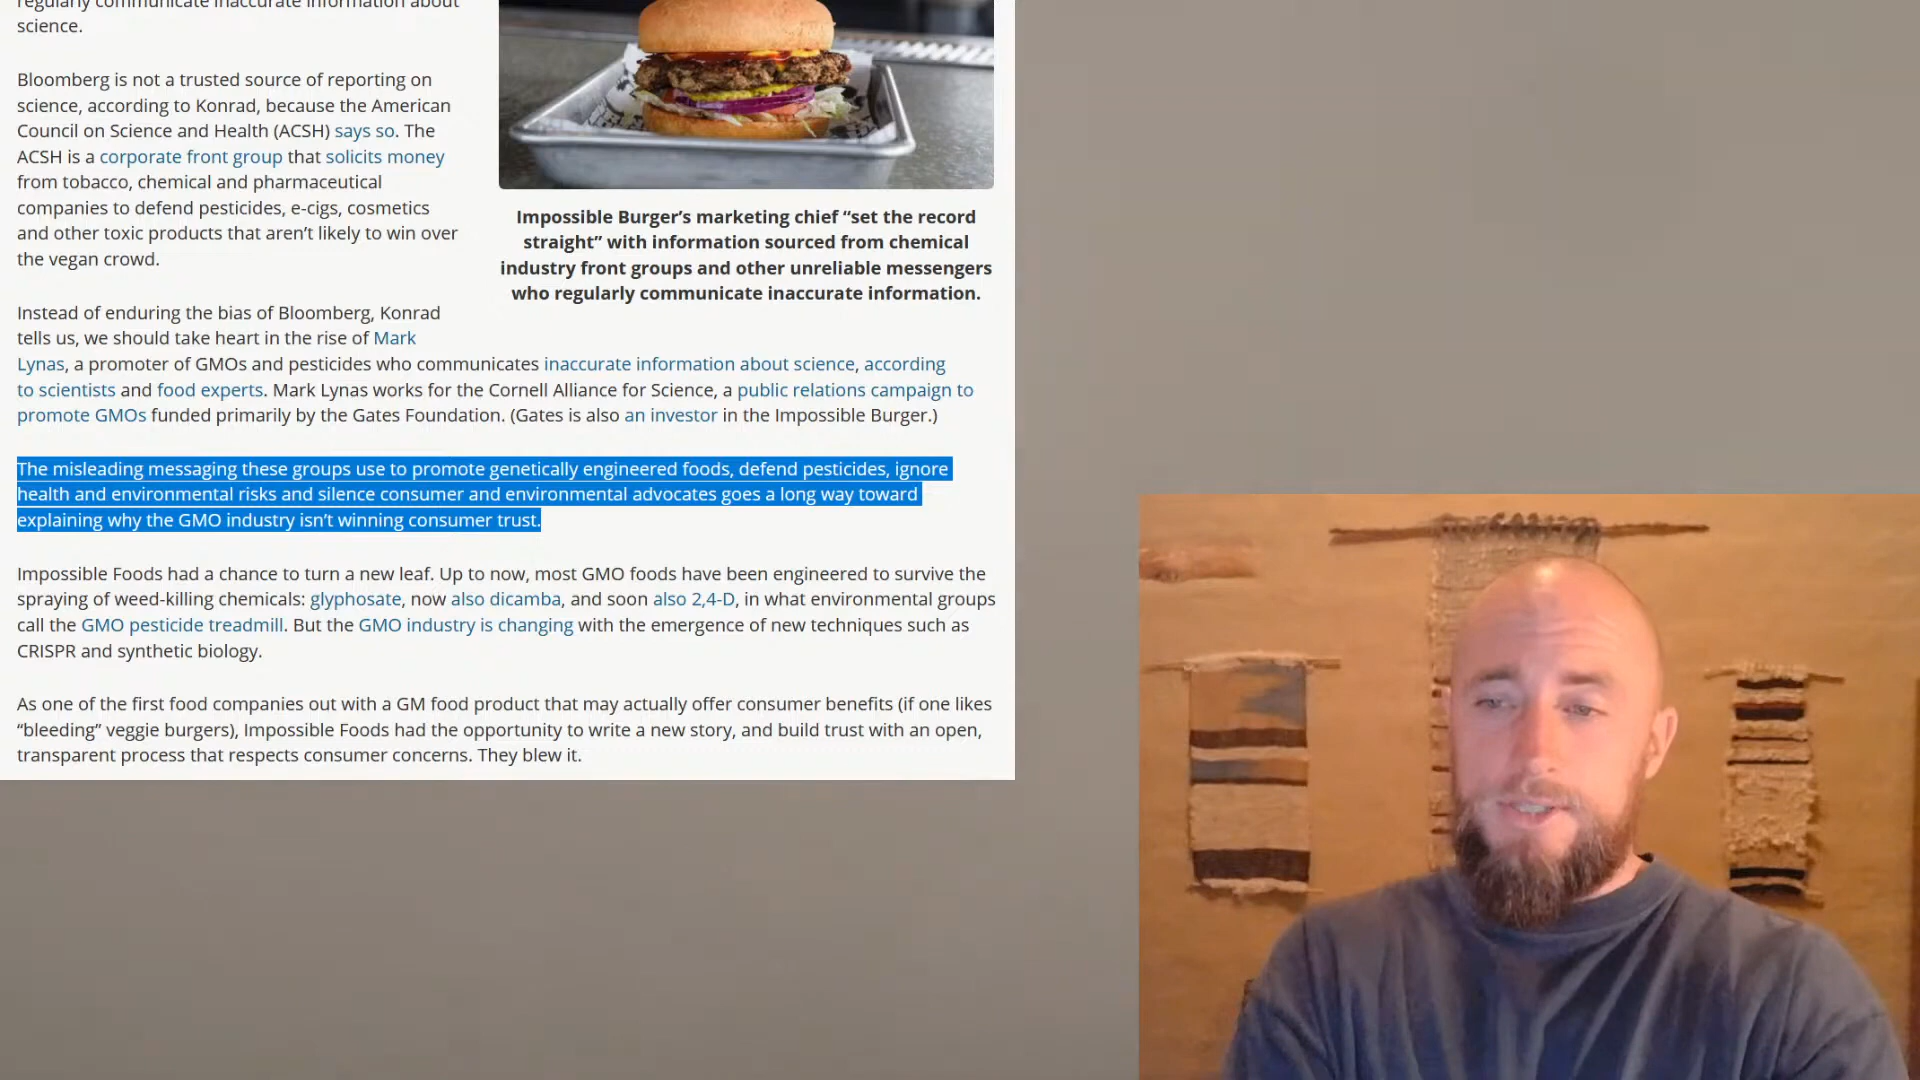 regularly communicate inaccurate information about
science.
Bloomberg is not a trusted source of reporting on
science, according to Konrad, because the American
Council on Science and Health (ACSH) says so. The
ACSH is a corporate front group that solicits money
from tobacco, chemical and pharmaceutical
companies to defend pesticides, e-cigs, cosmetics
and other toxic products that aren’t likely to win over
the vegan crowd.
Impossible Burger’s marketing chief “set the record
straight” with information sourced from chemical
industry front groups and other unreliable messengers
who regularly communicate inaccurate information.
Instead of enduring the bias of Bloomberg, Konrad
tells us, we should take heart in the rise of Mark
Lynas, a promoter of GMOs and pesticides who communicates inaccurate information about science, according
to scientists and food experts. Mark Lynas works for the Cornell Alliance for Science, a public relations campaign to
promote GMOs funded primarily by the Gates Foundation. (Gates is also an investor in the Impossible Burger.)
The misleading messaging these groups use to promote genetically engineered foods, defend pesticides, ignore
health and environmental risks and silence consumer and environmental advocates goes a long way toward
explaining why the GMO industry isn’t winning consumer trust.
Impossible Foods had a chance to turn a new leaf. Up to now, most GMO foods have been engineered to survive the
spraying of weed-killing chemicals: glyphosate, now also dicamba, and soon also 2,4-D, in what environmental groups
call the GMO pesticide treadmill. But the GMO industry is changing with the emergence of new techniques such as
CRISPR and synthetic biology.
As one of the first food companies out with a GM food product that may actually offer consumer benefits (if one likes
“bleeding” veggie burgers), Impossible Foods had the opportunity to write a new story, and build trust with an open,
transparent process that respects consumer concerns. They blew it.